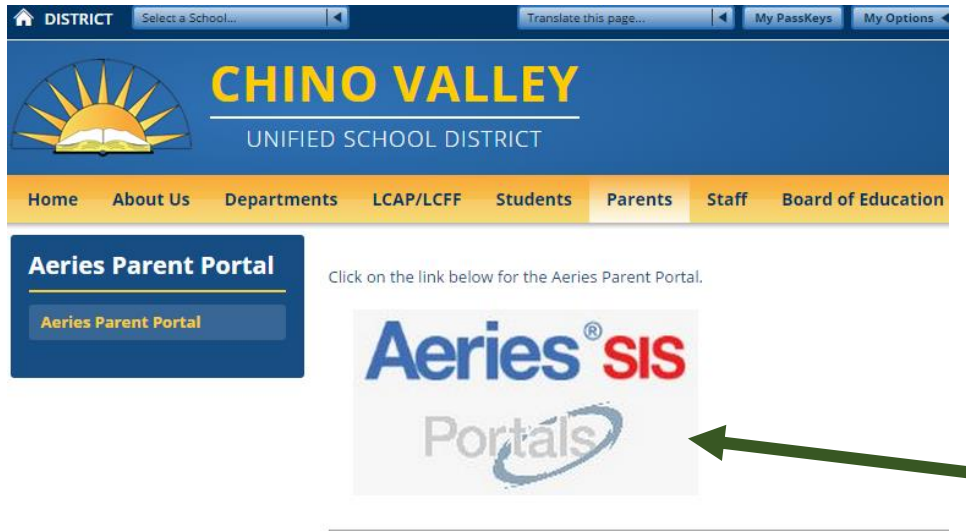 DISTRICT Select a School... Translate this page... My PassKeys My Options
CHINO VALLEY
UNIFIED SCHOOL DISTRICT
Home About Us Departments LCAP/LCFF Students Parents Staff Board of Education
Aeries Parent Portal
Aeries Parent Portal
Click on the link below for the Aeries Parent Portal.
Aeries® SIS
Portals